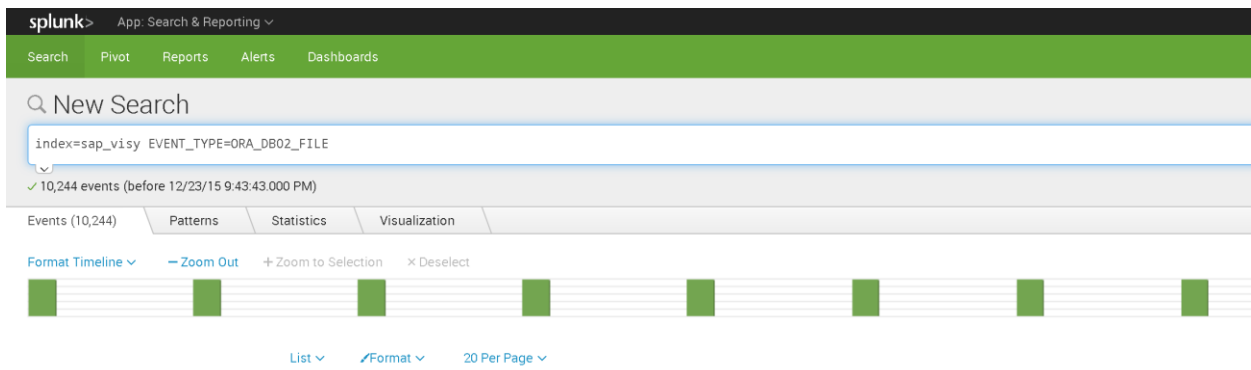 splunk> App: Search & Reporting
Search Pivot Reports Alerts Dashboards
New Search
index=sap_visy EVENT_TYPE=ORA_DB02_FILE
10,244 events (before 12/23/15 9:43:43.000 PM)
Events (10,244) Patterns Statistics Visualization
Format Timeline — Zoom Out + Zoom to Selection × Deselect
List Format 20 Per Page